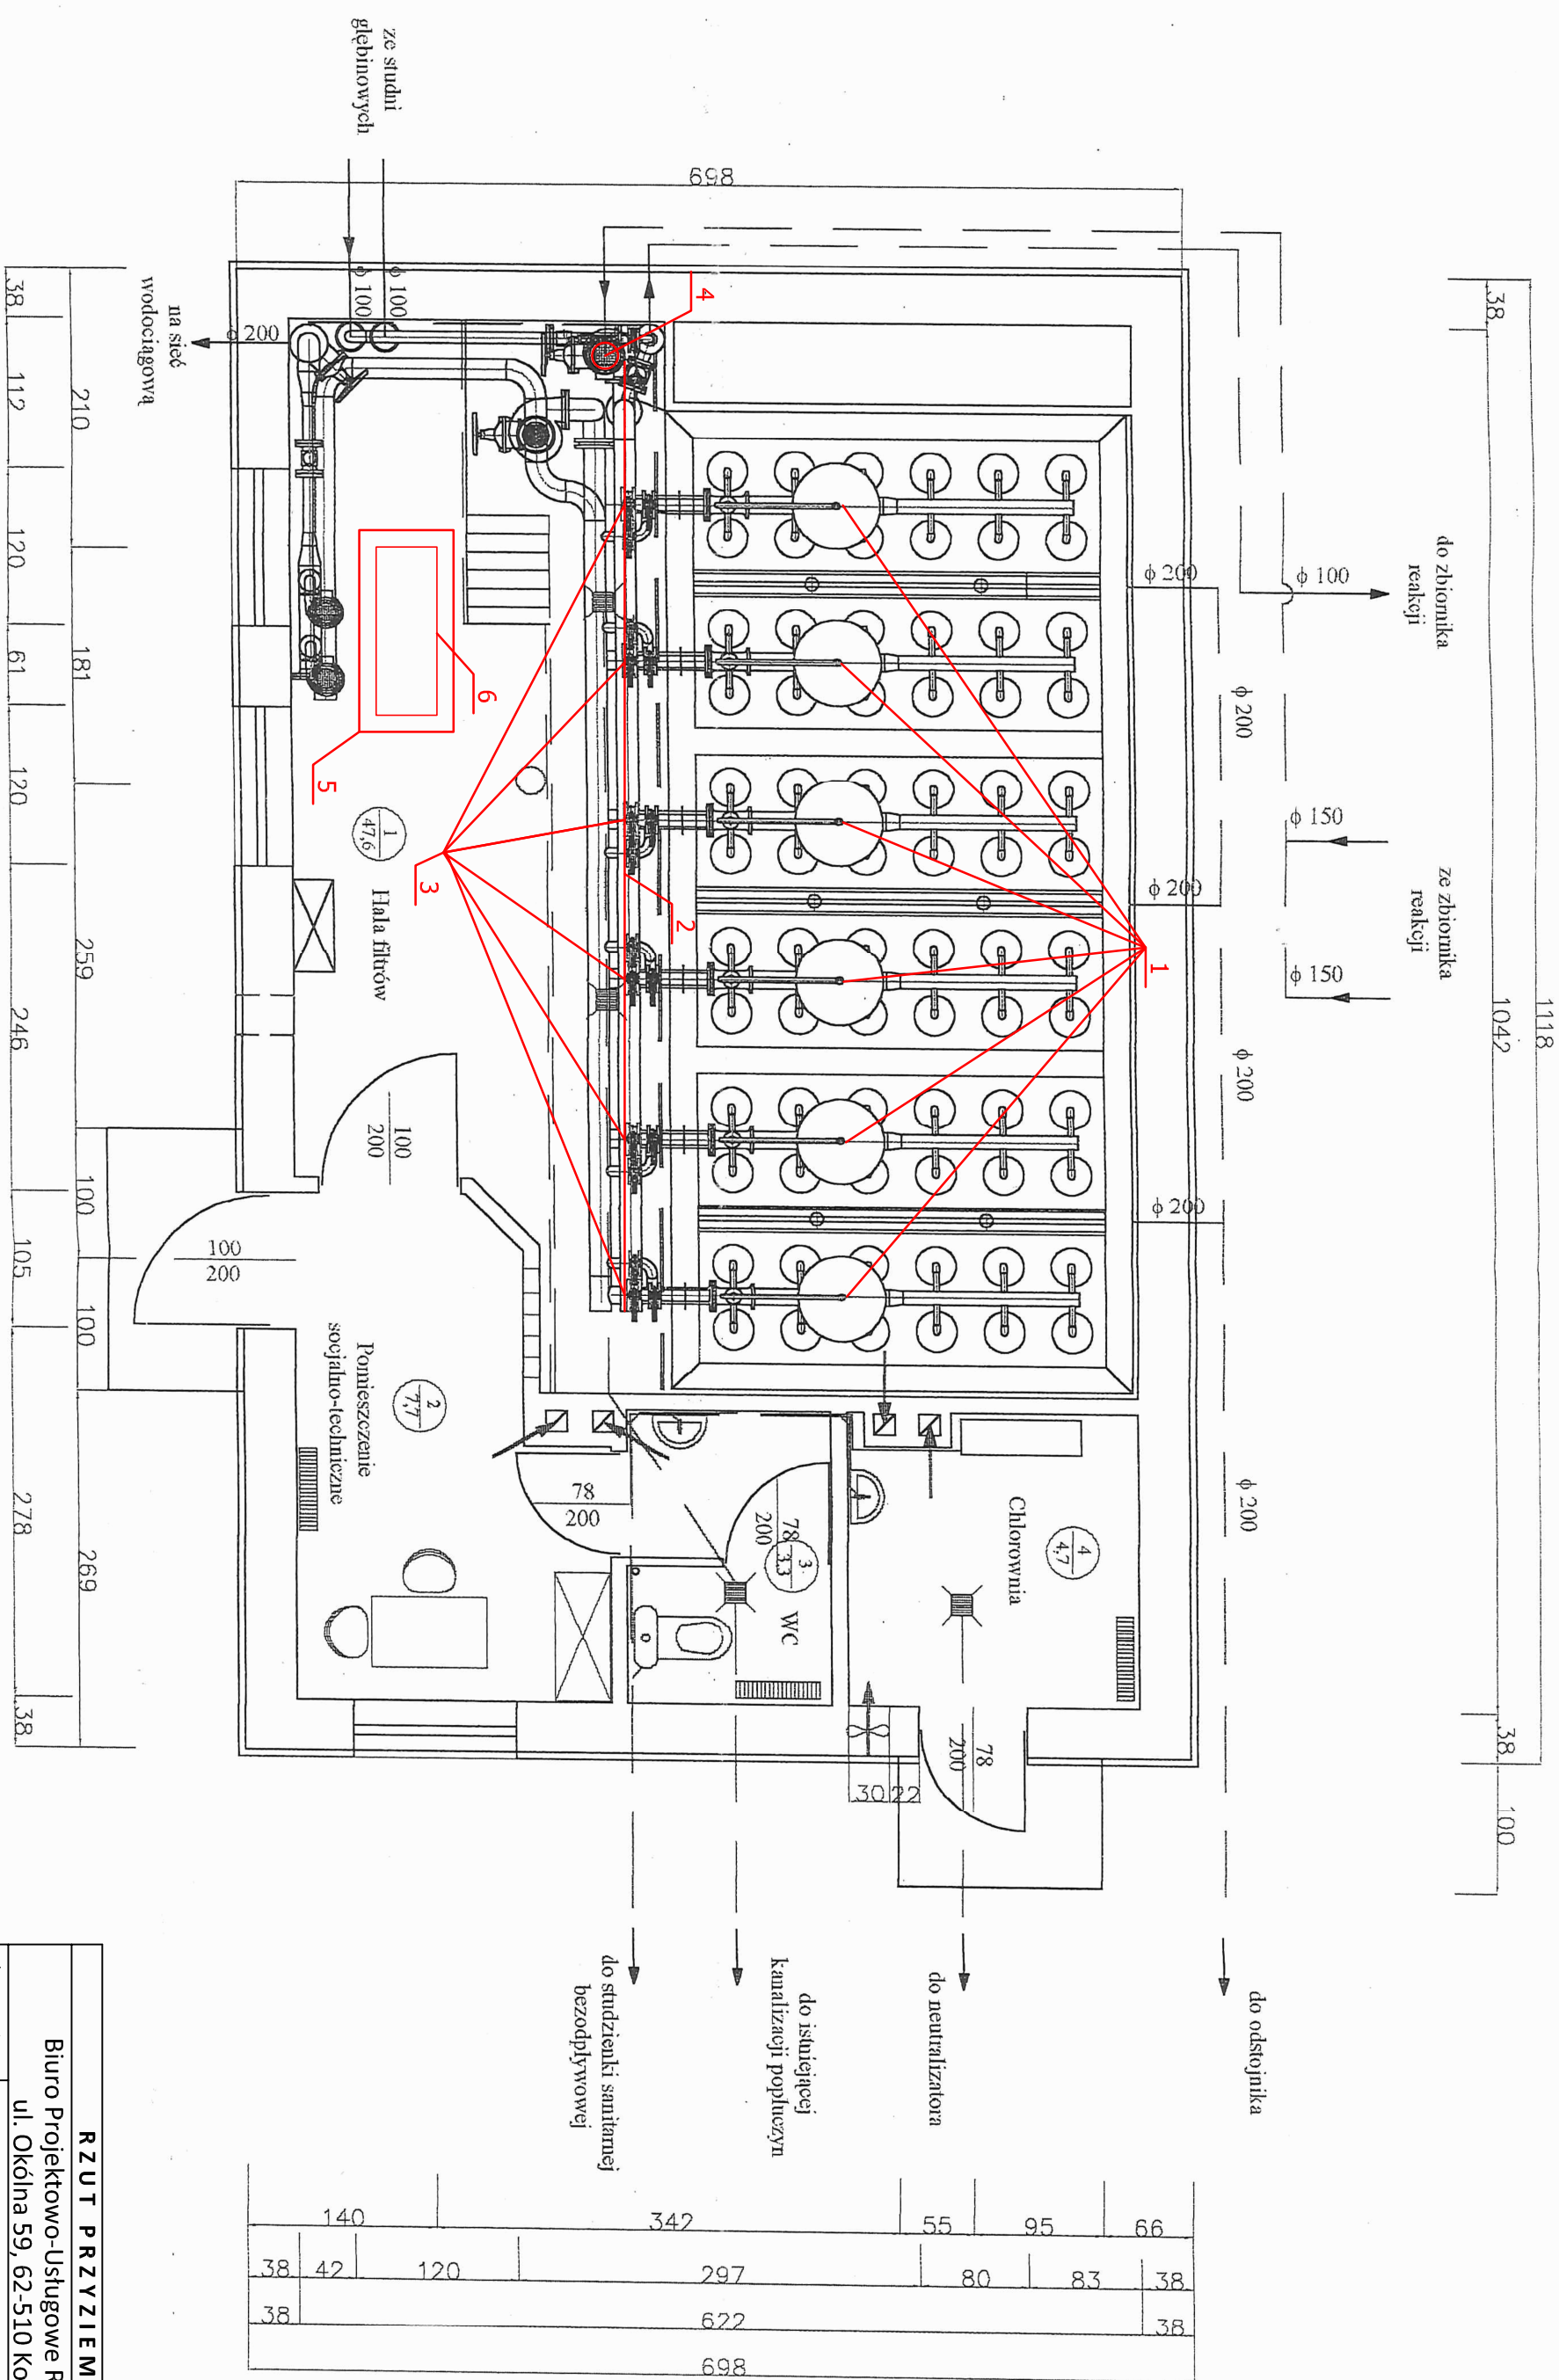 1118
38
1042
38
100
do zbiornika
reakcji
ze zbiornika
reakcji
ϕ 100
ϕ 150
ϕ 150
ϕ 200
ϕ 200
ϕ 200
ϕ 200
ϕ 200
ϕ 200
do odstojnika
698
1
4
2
3
6
5
ze studni
głębinowych
ϕ 100
ϕ 100
ϕ 200
na sieć
wodociągową
1
47,6
Hala filtrów
4
4,7
Chlorownia
3
3,3
WC
2
7,7
Pomieszczenie
socjalno-techniczne
100
200
100
200
78
200
78
200
78
200
30
22
do neutralizatora
do istniejącej
kanalizacji popłuczyn
do studzienki sanitarnej
bezodpływowej
210
181
259
100
100
269
38
112
120
61
120
246
105
278
38
140
342
55
95
66
38
42
120
297
80
83
38
38
622
38
698
RZUT PRZYZIEM
Biuro Projektowo-Usługowe
ul. Okólna 59, 62-510 Ko